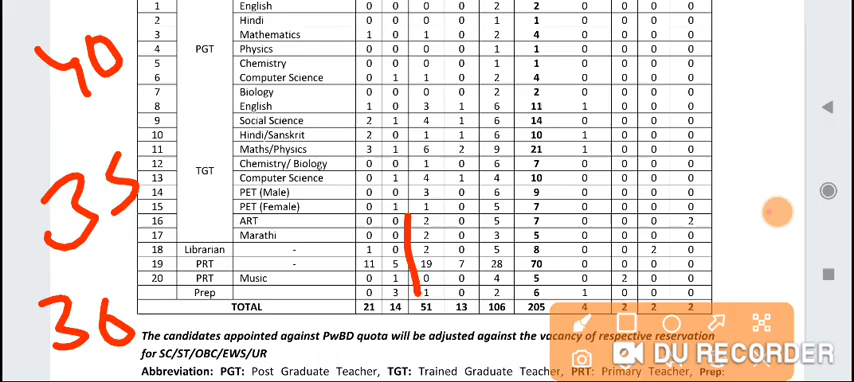 1 English 0 0 0 0 2 2 0 0 0 0
2 Hindi 0 0 0 0 1 1 0 0 0 0
3 Mathematics 1 0 1 0 2 4 0 0 0 0
4 PGT Physics 0 0 0 0 1 1 0 0 0 0
5 Chemistry 0 0 0 0 1 1 0 0 0 0
6 Computer Science 0 1 1 0 2 4 0 0 0 0
7 Biology 0 0 0 0 2 2 0 0 0 0
8 English 1 0 3 1 6 11 1 0 0 0
9 Social Science 2 1 4 1 6 14 0 0 0 0
10 Hindi/Sanskrit 2 0 1 1 6 10 1 0 0 0
11 Maths/Physics 3 1 6 2 9 21 1 0 0 0
12 TGT Chemistry/ Biology 0 0 1 0 6 7 0 0 0 0
13 Computer Science 0 1 4 1 4 10 0 0 0 0
14 PET (Male) 0 0 3 0 6 9 0 0 0 0
15 PET (Female) 0 1 1 0 5 7 0 0 0 0
16 ART 0 0 2 0 5 7 0 0 0 2
17 Marathi 0 0 2 0 3 5 0 0 0 0
18 Librarian - 1 0 2 0 5 8 0 0 2 0
19 PRT - 11 5 19 7 28 70 0 0 0 0
20 PRT Music 0 1 0 0 4 5 0 2 0 0
Prep 0 3 1 0 2 6 1 0 0 0
TOTAL 21 14 51 13 106 205 4 2 2 2
40
35
36
The candidates appointed against PwBD quota will be adjusted against the vacancy of respective reservation
for SC/ST/OBC/EWS/UR
Abbreviation: PGT: Post Graduate Teacher, TGT: Trained Graduate Teacher, PRT: Primary Teacher, Prep:
DU RECORDER